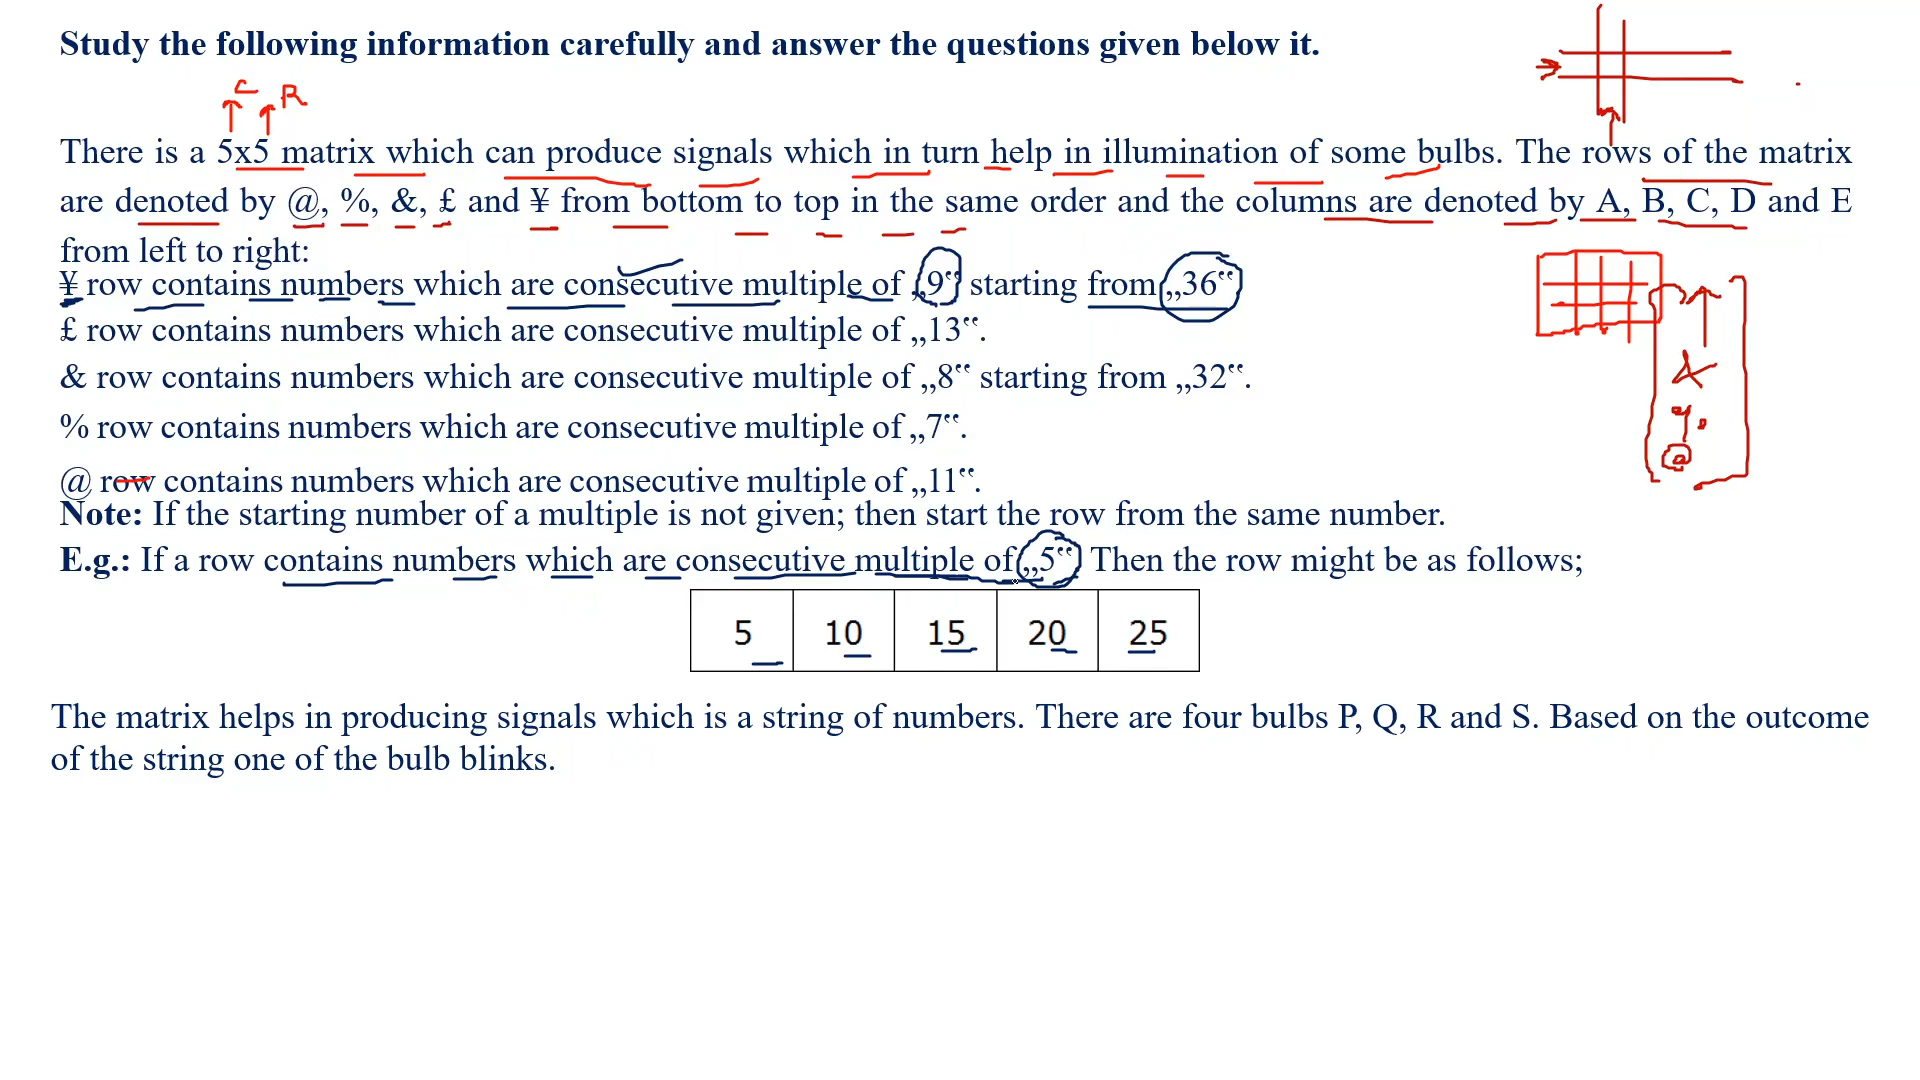 Study the following information carefully and answer the questions given below it.
C R
There is a 5x5 matrix which can produce signals which in turn help in illumination of some bulbs. The rows of the matrix
are denoted by @, %, &, £ and ¥ from bottom to top in the same order and the columns are denoted by A, B, C, D and E
from left to right:
¥ row contains numbers which are consecutive multiple of „9‟ starting from „36‟
£ row contains numbers which are consecutive multiple of „13‟.
& row contains numbers which are consecutive multiple of „8‟ starting from „32‟.
% row contains numbers which are consecutive multiple of „7‟.
@ row contains numbers which are consecutive multiple of „11‟.
Note: If the starting number of a multiple is not given; then start the row from the same number.
E.g.: If a row contains numbers which are consecutive multiple of „5‟ Then the row might be as follows;
5 10 15 20 25
The matrix helps in producing signals which is a string of numbers. There are four bulbs P, Q, R and S. Based on the outcome
of the string one of the bulb blinks.
@